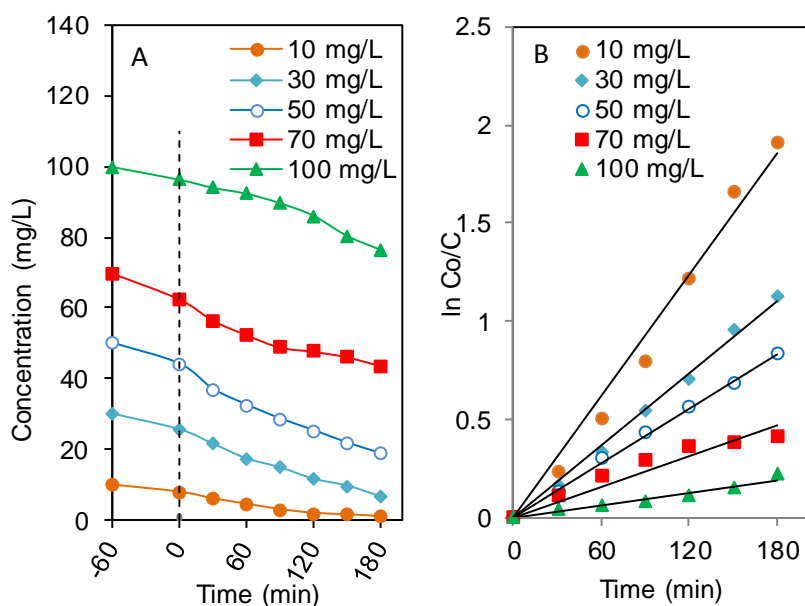 A
140
120
100
80
60
40
20
0
Concentration (mg/L)
10 mg/L
30 mg/L
50 mg/L
70 mg/L
100 mg/L
-60
0
60
120
180
Time (min)
B
2.5
2
1.5
1
0.5
0
ln Co/C
10 mg/L
30 mg/L
50 mg/L
70 mg/L
100 mg/L
0
60
120
180
Time (min)